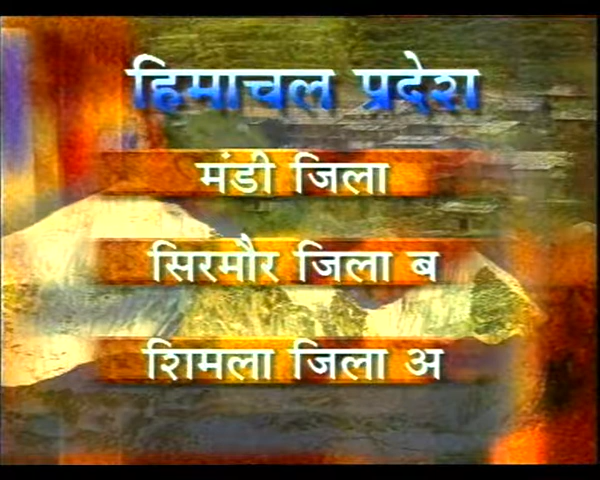 हिमाचल प्रदेश
मंडी जिला
सिरमौर जिला ब
शिमला जिला अ